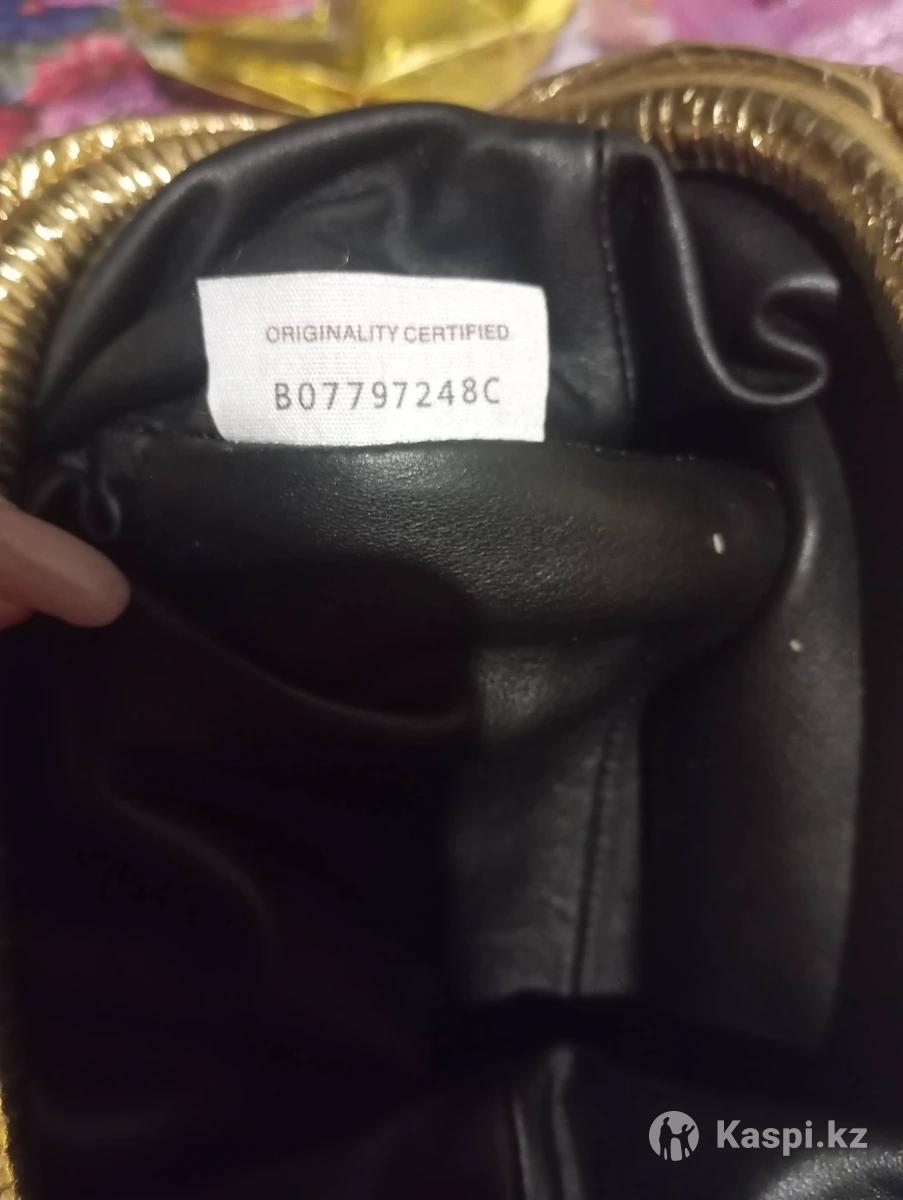 ORIGINALITY CERTIFIED
B07797248C
Kaspi.kz